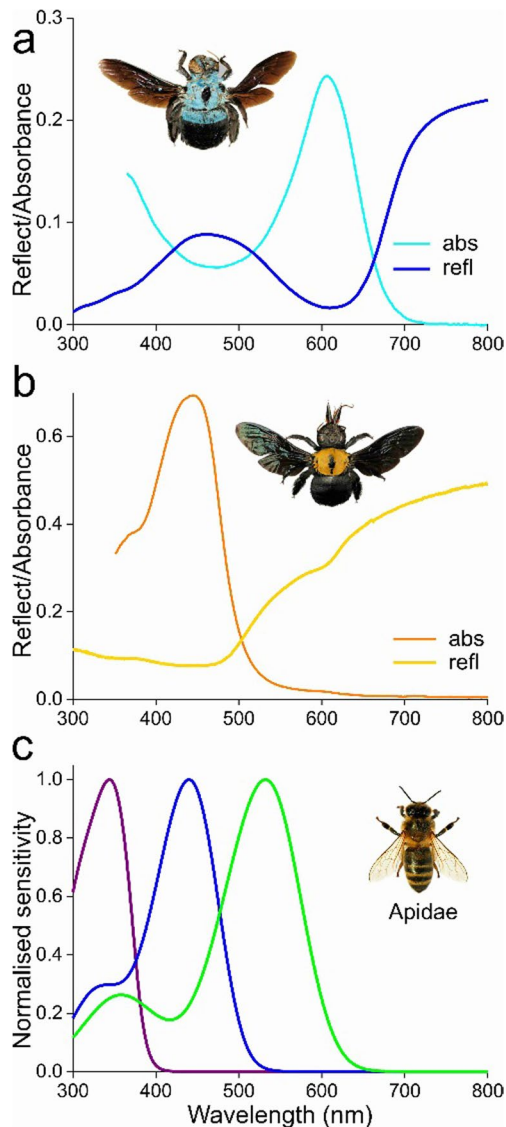 a
0.3
0.2
0.1
0.0
Reflect/Absorbance
abs
refl
300 400 500 600 700 800
b
0.6
0.4
0.2
0.0
Reflect/Absorbance
abs
refl
300 400 500 600 700 800
c
1.0
0.8
0.6
0.4
0.2
0.0
Normalised sensitivity
Apidae
300 400 500 600 700 800
Wavelength (nm)